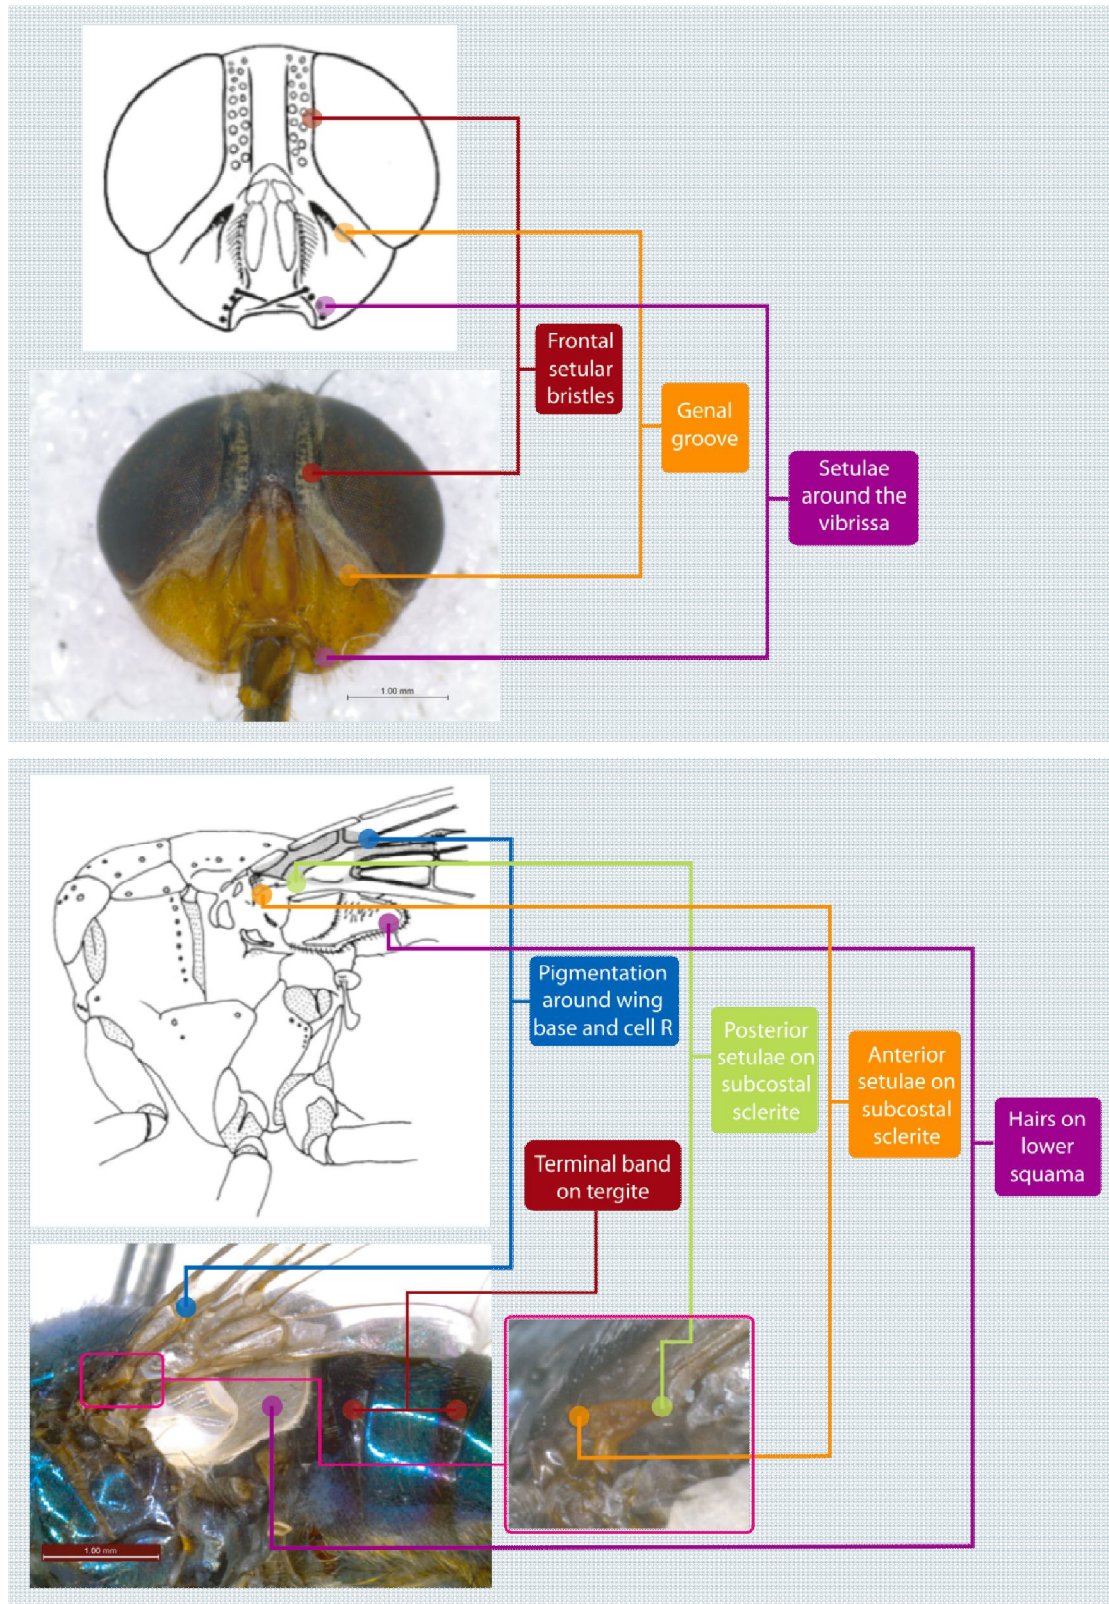 Frontal
setular
bristles
Genal
groove
Setulae
around the
vibrissa
1.00 mm
Pigmentation
around wing
base and cell R
Posterior
setulae on
subcostal
sclerite
Anterior
setulae on
subcostal
sclerite
Hairs on
lower
squama
Terminal band
on tergite
1.00 mm